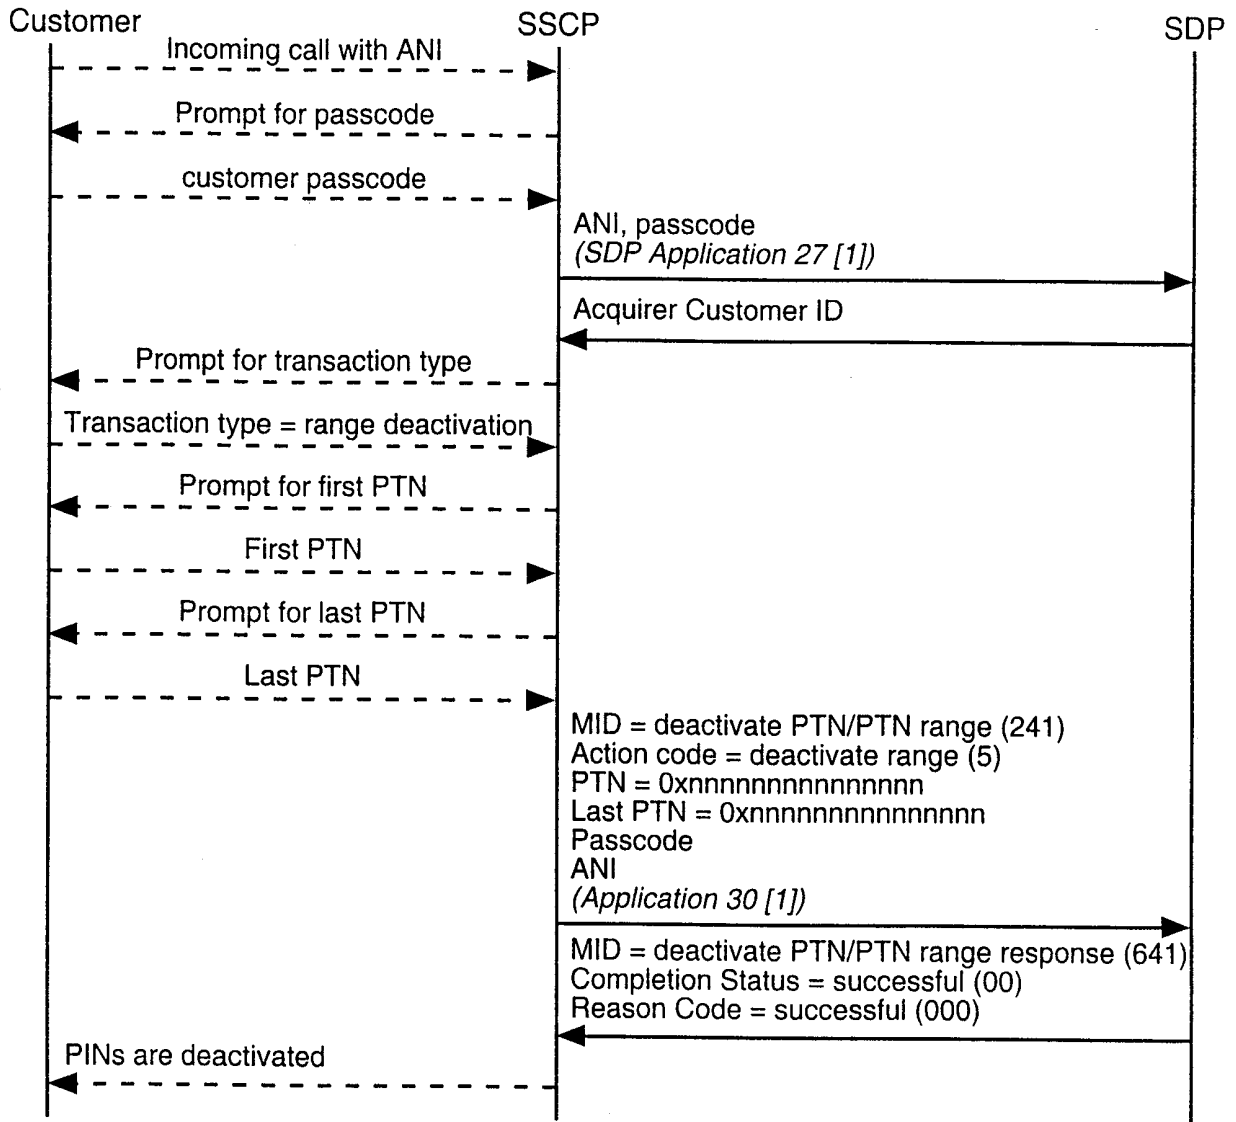 Customer
SSCP
SDP
Incoming call with ANI
Prompt for passcode
customer passcode
ANI, passcode
(SDP Application 27 [1])
Acquirer Customer ID
Prompt for transaction type
Transaction type = range deactivation
Prompt for first PTN
First PTN
Prompt for last PTN
Last PTN
MID = deactivate PTN/PTN range (241)
Action code = deactivate range (5)
PTN = 0xnnnnnnnnnnnnnnnn
Last PTN = 0xnnnnnnnnnnnnnnnn
Passcode
ANI
(Application 30 [1])
MID = deactivate PTN/PTN range response (641)
Completion Status = successful (00)
Reason Code = successful (000)
PINs are deactivated